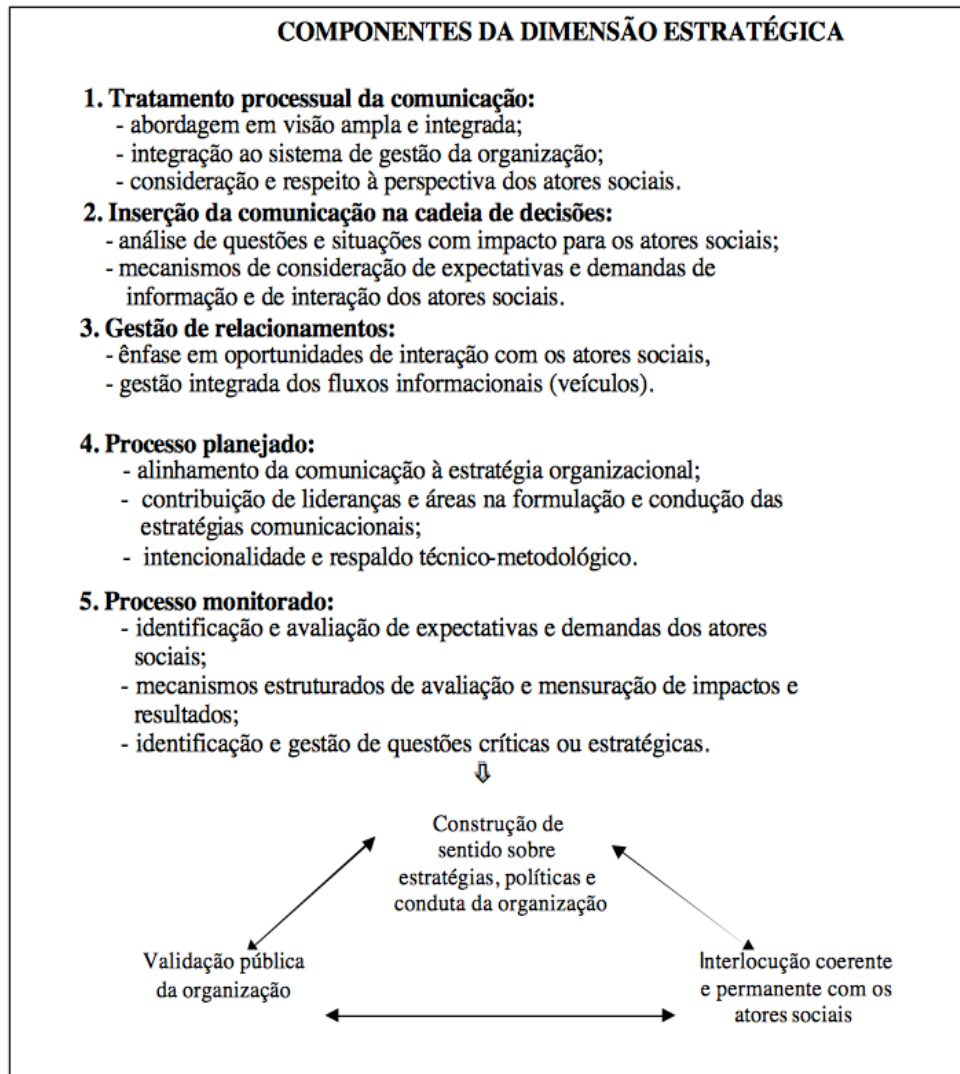 COMPONENTES DA DIMENSÃO ESTRATÉGICA
1. Tratamento processual da comunicação:
- abordagem em visão ampla e integrada;
- integração ao sistema de gestão da organização;
- consideração e respeito à perspectiva dos atores sociais.
2. Inserção da comunicação na cadeia de decisões:
- análise de questões e situações com impacto para os atores sociais;
- mecanismos de consideração de expectativas e demandas de
informação e de interação dos atores sociais.
3. Gestão de relacionamentos:
- ênfase em oportunidades de interação com os atores sociais,
- gestão integrada dos fluxos informacionais (veículos).
4. Processo planejado:
- alinhamento da comunicação à estratégia organizacional;
- contribuição de lideranças e áreas na formulação e condução das
estratégias comunicacionais;
- intencionalidade e respaldo técnico-metodológico.
5. Processo monitorado:
- identificação e avaliação de expectativas e demandas dos atores
sociais;
- mecanismos estruturados de avaliação e mensuração de impactos e
resultados;
- identificação e gestão de questões críticas ou estratégicas.
Construção de
sentido sobre
estratégias, políticas e
conduta da organização
Validação pública
da organização
Interlocução coerente
e permanente com os
atores sociais